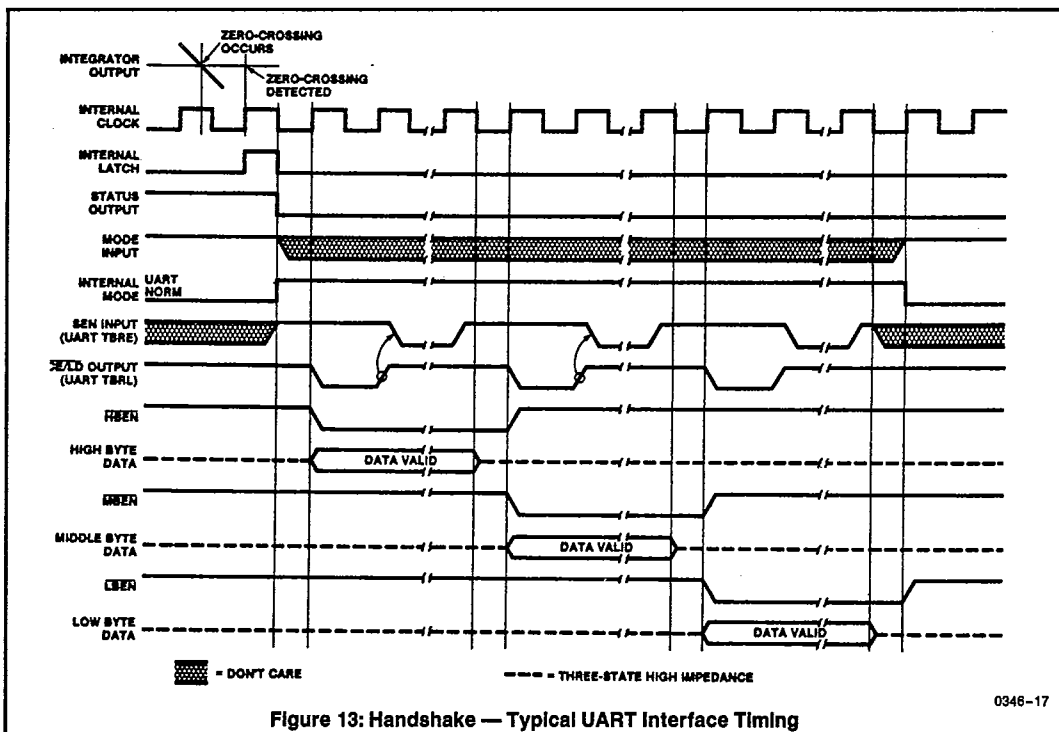 ZERO-CROSSING
OCCURS
INTEGRATOR
OUTPUT
ZERO-CROSSING
DETECTED
INTERNAL
CLOCK
INTERNAL
LATCH
STATUS
OUTPUT
MODE
INPUT
INTERNAL UART
MODE NORM
SEN INPUT
(UART TBRE)
CE/LD OUTPUT
(UART TBRL)
HBEN
HIGH BYTE
DATA
DATA VALID
MBEN
MIDDLE BYTE
DATA
DATA VALID
LBEN
LOW BYTE
DATA
DATA VALID
= DON'T CARE
= THREE-STATE HIGH IMPEDANCE
0346-17
Figure 13: Handshake — Typical UART Interface Timing